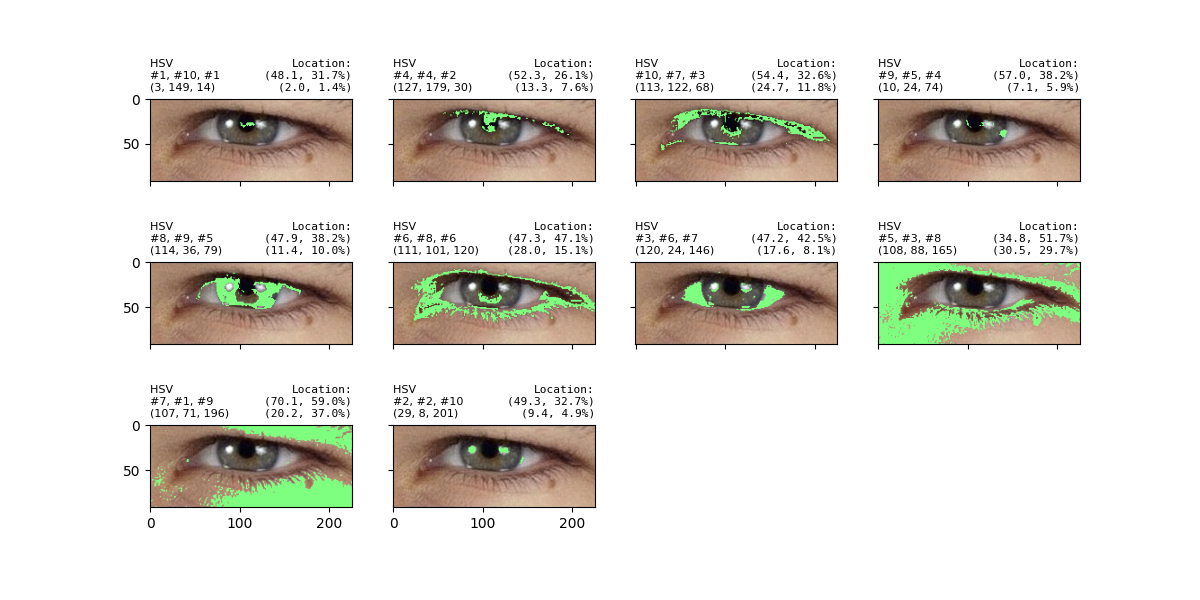 HSV Location:
#1, #10, #1 (48.1, 31.7%)
(3, 149, 14) (2.0, 1.4%)
HSV Location:
#4, #4, #2 (52.3, 26.1%)
(127, 179, 30) (13.3, 7.6%)
HSV Location:
#10, #7, #3 (54.4, 32.6%)
(113, 122, 68) (24.7, 11.8%)
HSV Location:
#9, #5, #4 (57.0, 38.2%)
(10, 24, 74) (7.1, 5.9%)
0
50
HSV Location:
#8, #9, #5 (47.9, 38.2%)
(114, 36, 79) (11.4, 10.0%)
HSV Location:
#6, #8, #6 (47.3, 47.1%)
(111, 101, 120) (28.0, 15.1%)
HSV Location:
#3, #6, #7 (47.2, 42.5%)
(120, 24, 146) (17.6, 8.1%)
HSV Location:
#5, #3, #8 (34.8, 51.7%)
(108, 88, 165) (30.5, 29.7%)
0
50
HSV Location:
#7, #1, #9 (70.1, 59.0%)
(107, 71, 196) (20.2, 37.0%)
HSV Location:
#2, #2, #10 (49.3, 32.7%)
(29, 8, 201) (9.4, 4.9%)
0
50
0 100 200
0 100 200